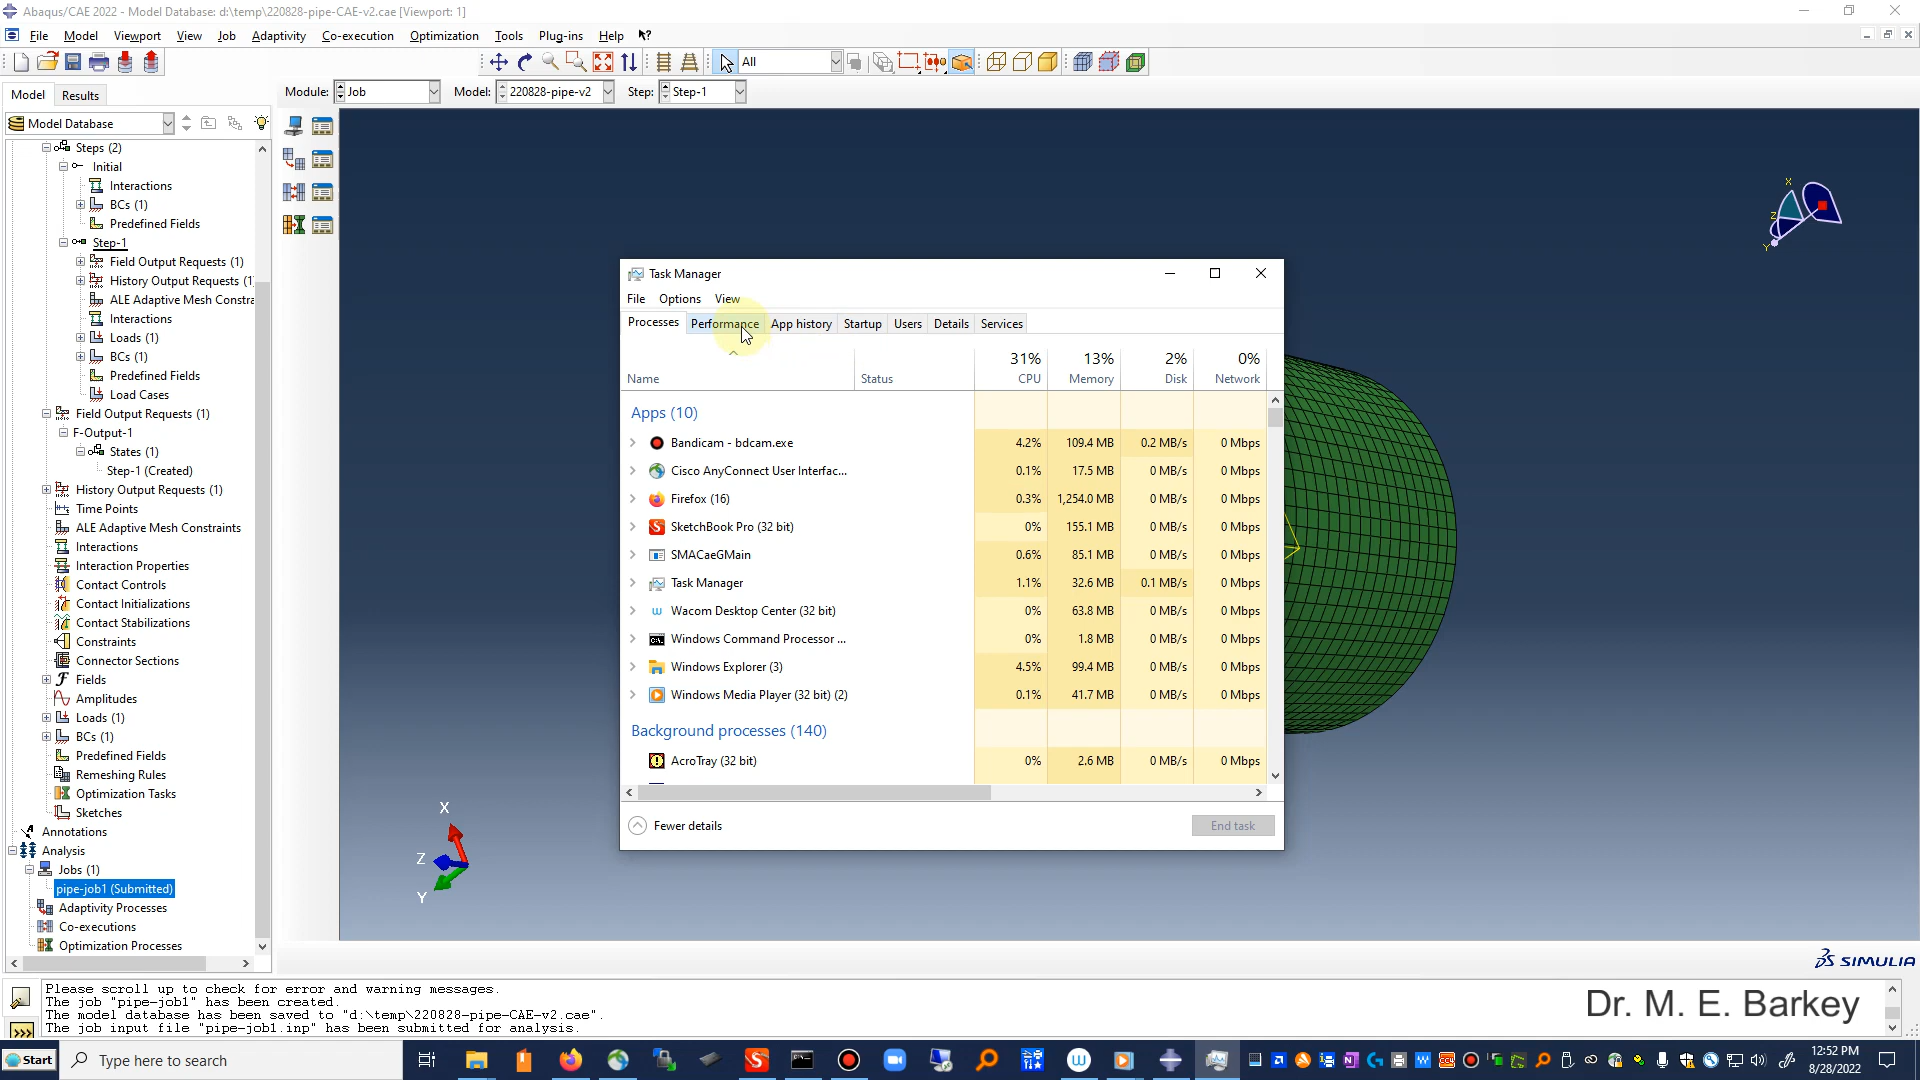 Abaqus/CAE 2022 - Model Database: d:\temp\220828-pipe-CAE-v2.cae [Viewport: 1]
File Model Viewport View Job Adaptivity Co-execution Optimization Tools Plug-ins Help
All
Model Results
Module: Job Model: 220828-pipe-v2 Step: Step-1
Model Database
Steps (2)
Initial
Interactions
BCs (1)
Predefined Fields
Step-1
Field Output Requests (1)
History Output Requests (1
ALE Adaptive Mesh Constra
Interactions
Loads (1)
BCs (1)
Predefined Fields
Load Cases
Field Output Requests (1)
F-Output-1
States (1)
Step-1 (Created)
History Output Requests (1)
Time Points
ALE Adaptive Mesh Constraints
Interactions
Interaction Properties
Contact Controls
Contact Initializations
Contact Stabilizations
Constraints
Connector Sections
Fields
Amplitudes
Loads (1)
BCs (1)
Predefined Fields
Remeshing Rules
Optimization Tasks
Sketches
Annotations
Analysis
Jobs (1)
pipe-job1 (Submitted)
Adaptivity Processes
Co-executions
Optimization Processes
X
Z
Y
X
Z
Y
Task Manager
File Options View
Processes Performance App history Startup Users Details Services
31% 13% 2% 0%
Name Status CPU Memory Disk Network
Apps (10)
Bandicam - bdcam.exe 4.2% 109.4 MB 0.2 MB/s 0 Mbps
Cisco AnyConnect User Interfac... 0.1% 17.5 MB 0 MB/s 0 Mbps
Firefox (16) 0.3% 1,254.0 MB 0 MB/s 0 Mbps
SketchBook Pro (32 bit) 0% 155.1 MB 0 MB/s 0 Mbps
SMACaeGMain 0.6% 85.1 MB 0 MB/s 0 Mbps
Task Manager 1.1% 32.6 MB 0.1 MB/s 0 Mbps
Wacom Desktop Center (32 bit) 0% 63.8 MB 0 MB/s 0 Mbps
Windows Command Processor ... 0% 1.8 MB 0 MB/s 0 Mbps
Windows Explorer (3) 4.5% 99.4 MB 0 MB/s 0 Mbps
Windows Media Player (32 bit) (2) 0.1% 41.7 MB 0 MB/s 0 Mbps
Background processes (140)
AcroTray (32 bit) 0% 2.6 MB 0 MB/s 0 Mbps
Fewer details End task
SIMULIA
Please scroll up to check for error and warning messages.
The job "pipe-job1" has been created.
The model database has been saved to "d:\temp\220828-pipe-CAE-v2.cae".
The job input file "pipe-job1.inp" has been submitted for analysis.
>>>
Dr. M. E. Barkey
Start Type here to search
12:52 PM
8/28/2022